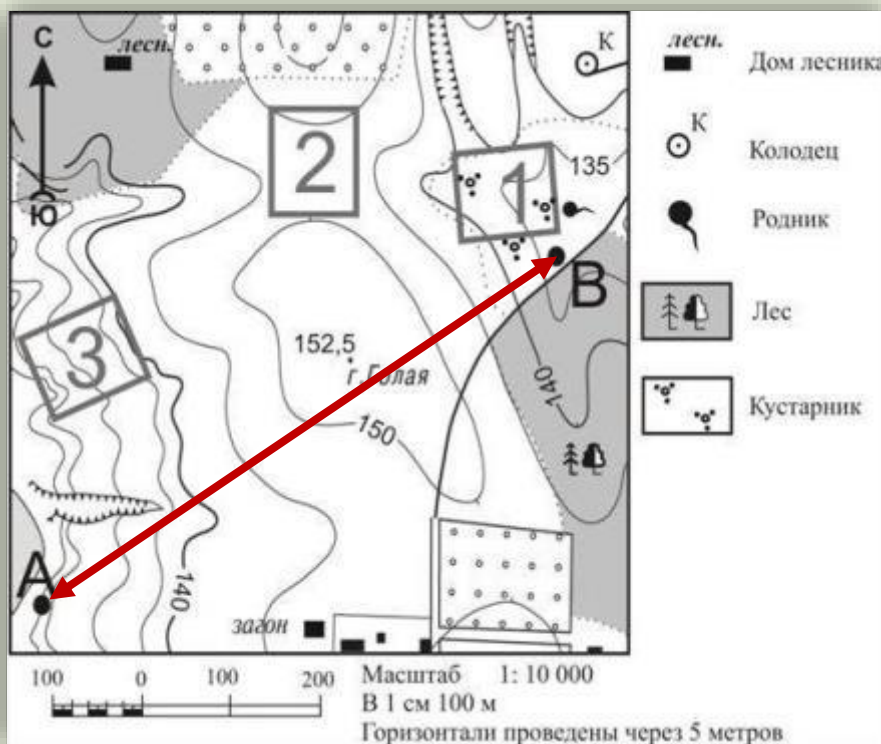 С
лесн.
К
Ю
2
1
135
3
152,5
г.Голая
150
140
140
А
В
загон
лесн.
Дом лесника
К
Колодец
Родник
Лес
Кустарник
100 0 100 200
Масштаб 1: 10 000
В 1 см 100 м
Горизонтали проведены через 5 метров